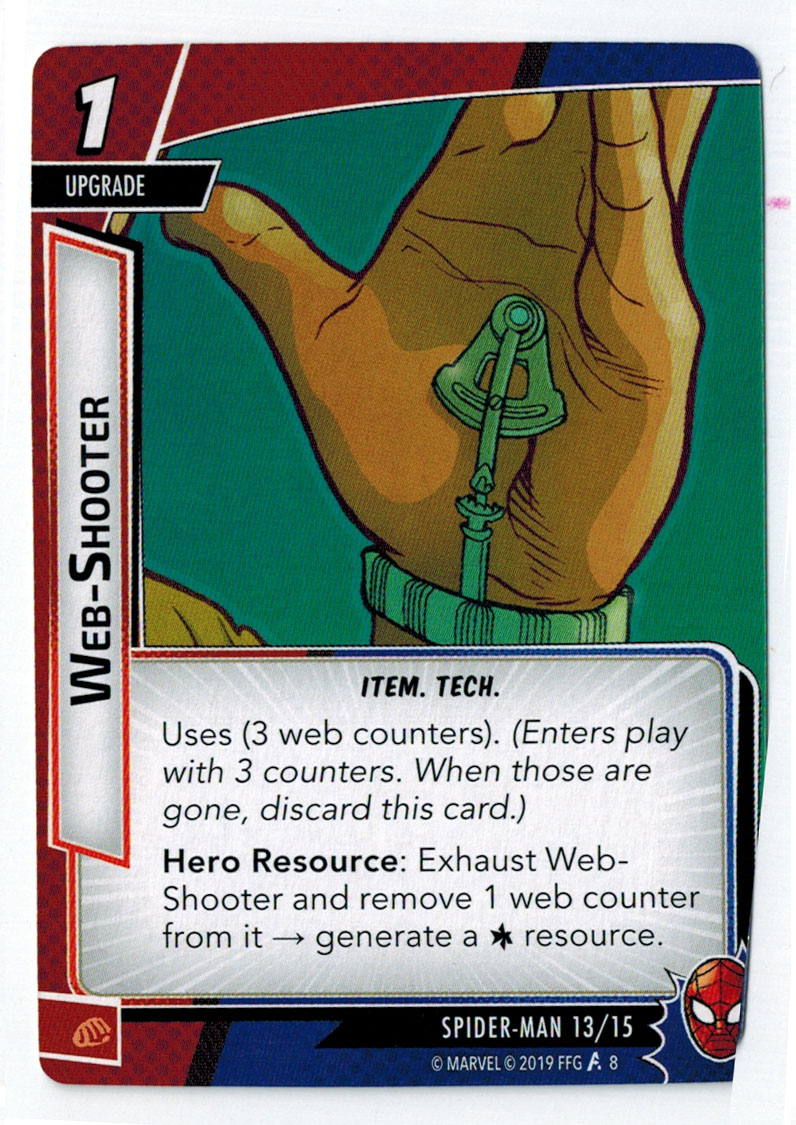 1
UPGRADE
WEB-SHOOTER
ITEM. TECH.
Uses (3 web counters). (Enters play
with 3 counters. When those are
gone, discard this card.)
Hero Resource: Exhaust Web-
Shooter and remove 1 web counter
from it → generate a resource.
SPIDER-MAN 13/15
© MARVEL © 2019 FFG 8